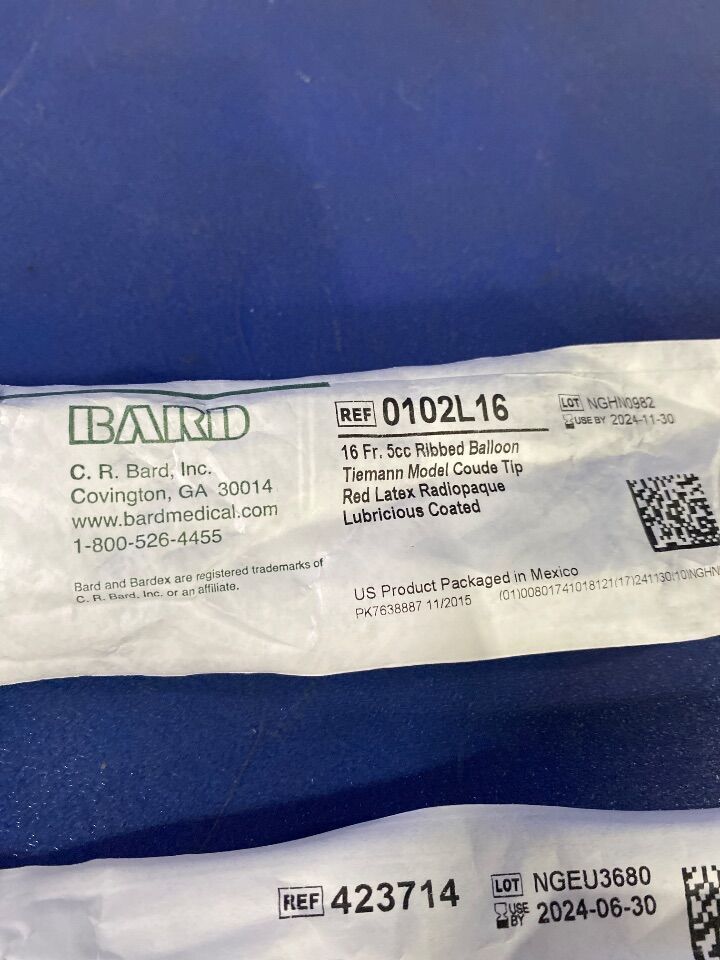 BARD
C. R. Bard, Inc.
Covington, GA 30014
www.bardmedical.com
1-800-526-4455
Bard and Bardex are registered trademarks of
C. R. Bard, Inc. or an affiliate.
REF 0102L16
16 Fr. 5cc Ribbed Balloon
Tiemann Model Coude Tip
Red Latex Radiopaque
Lubricious Coated
LOT NGHN0982
USE BY 2024-11-30
US Product Packaged in Mexico
PK7638887 11/2015
(01)00801741018121(17)241130(10)NGHN
REF 423714
LOT NGEU3680
USE BY 2024-06-30